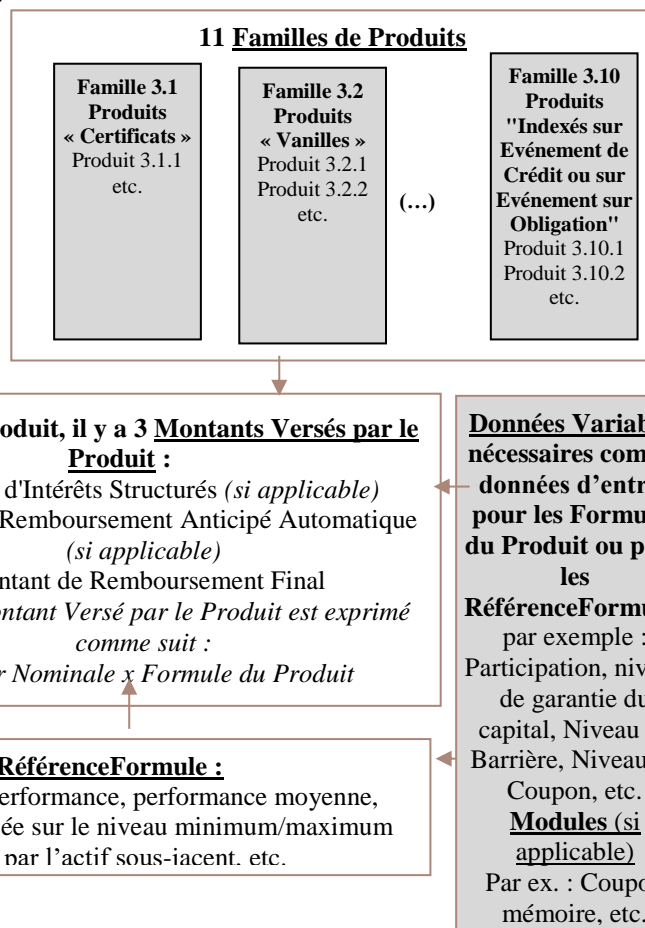 11 Familles de Produits
Famille 3.1
Produits
« Certificats »
Produit 3.1.1
etc.
Famille 3.2
Produits
« Vanilles »
Produit 3.2.1
Produit 3.2.2
etc.
(…)
Famille 3.10
Produits
"Indexés sur
Evénement de
Crédit ou sur
Evénement sur
Obligation"
Produit 3.10.1
Produit 3.10.2
etc.
oduit, il y a 3 Montants Versés par le
Produit :
d'Intérêts Structurés (si applicable)
Remboursement Anticipé Automatique
(si applicable)
ntant de Remboursement Final
ontant Versé par le Produit est exprimé
comme suit :
r Nominale x Formule du Produit
RéférenceFormule :
erformance, performance moyenne,
ée sur le niveau minimum/maximum
par l'actif sous-jacent, etc.
Données Variab
nécessaires com
données d'entr
pour les Formu
du Produit ou p
les
RéférenceFormu
par exemple :
Participation, niv
de garantie du
capital, Niveau
Barrière, Niveau
Coupon, etc.
Modules (si
applicable)
Par ex. : Coupo
mémoire, etc.